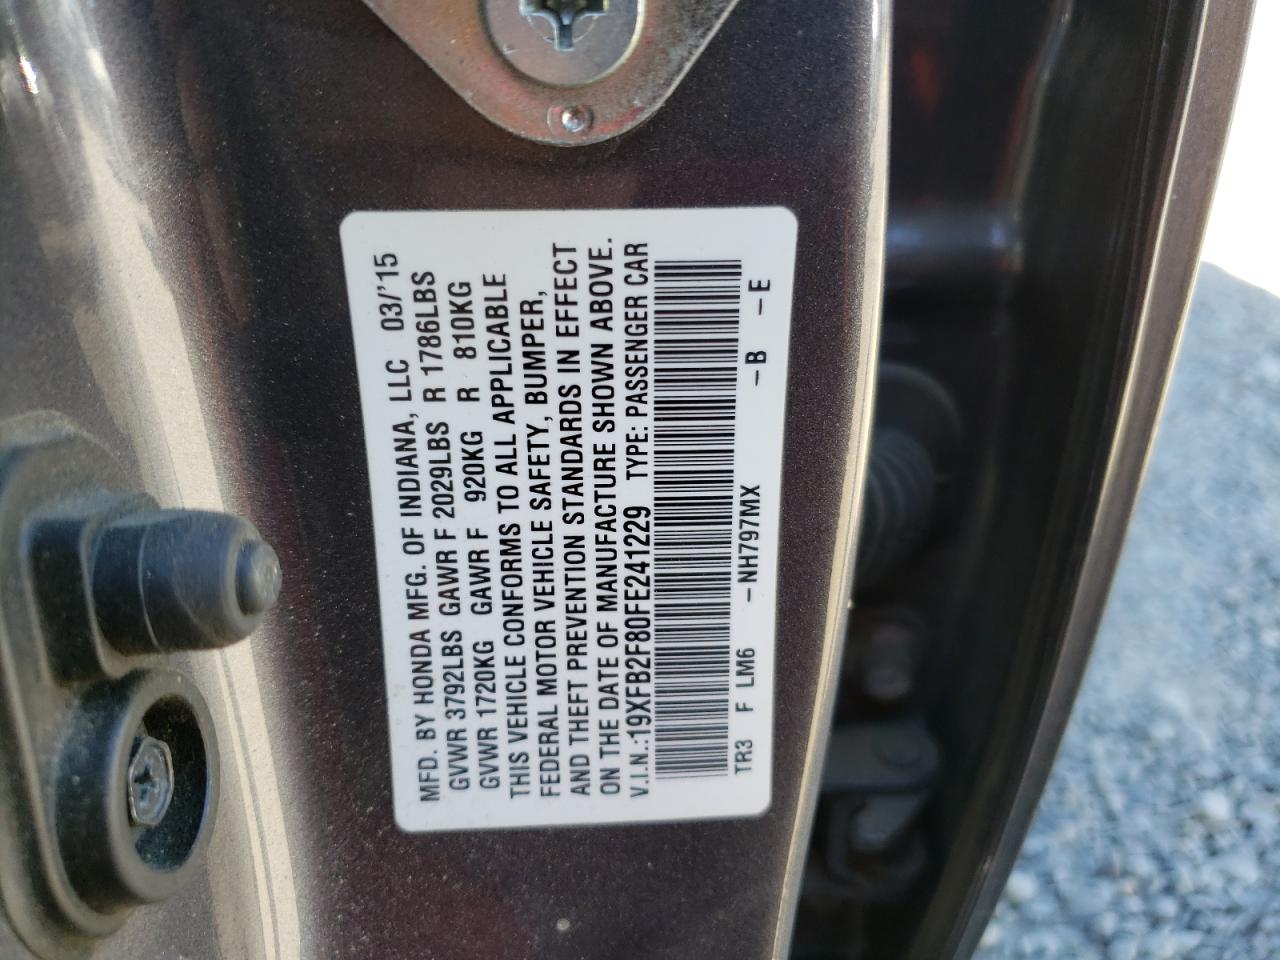 MFD. BY HONDA MFG. OF INDIANA, LLC 03/'15
GVWR 3792LBS GAWR F 2029LBS R 1786LBS
GVWR 1720KG GAWR F 920KG R 810KG
THIS VEHICLE CONFORMS TO ALL APPLICABLE
FEDERAL MOTOR VEHICLE SAFETY, BUMPER,
AND THEFT PREVENTION STANDARDS IN EFFECT
ON THE DATE OF MANUFACTURE SHOWN ABOVE.
V.I.N.:19XFB2F80FE241229 TYPE: PASSENGER CAR
TR3 F LM6 -NH797MX -B -E